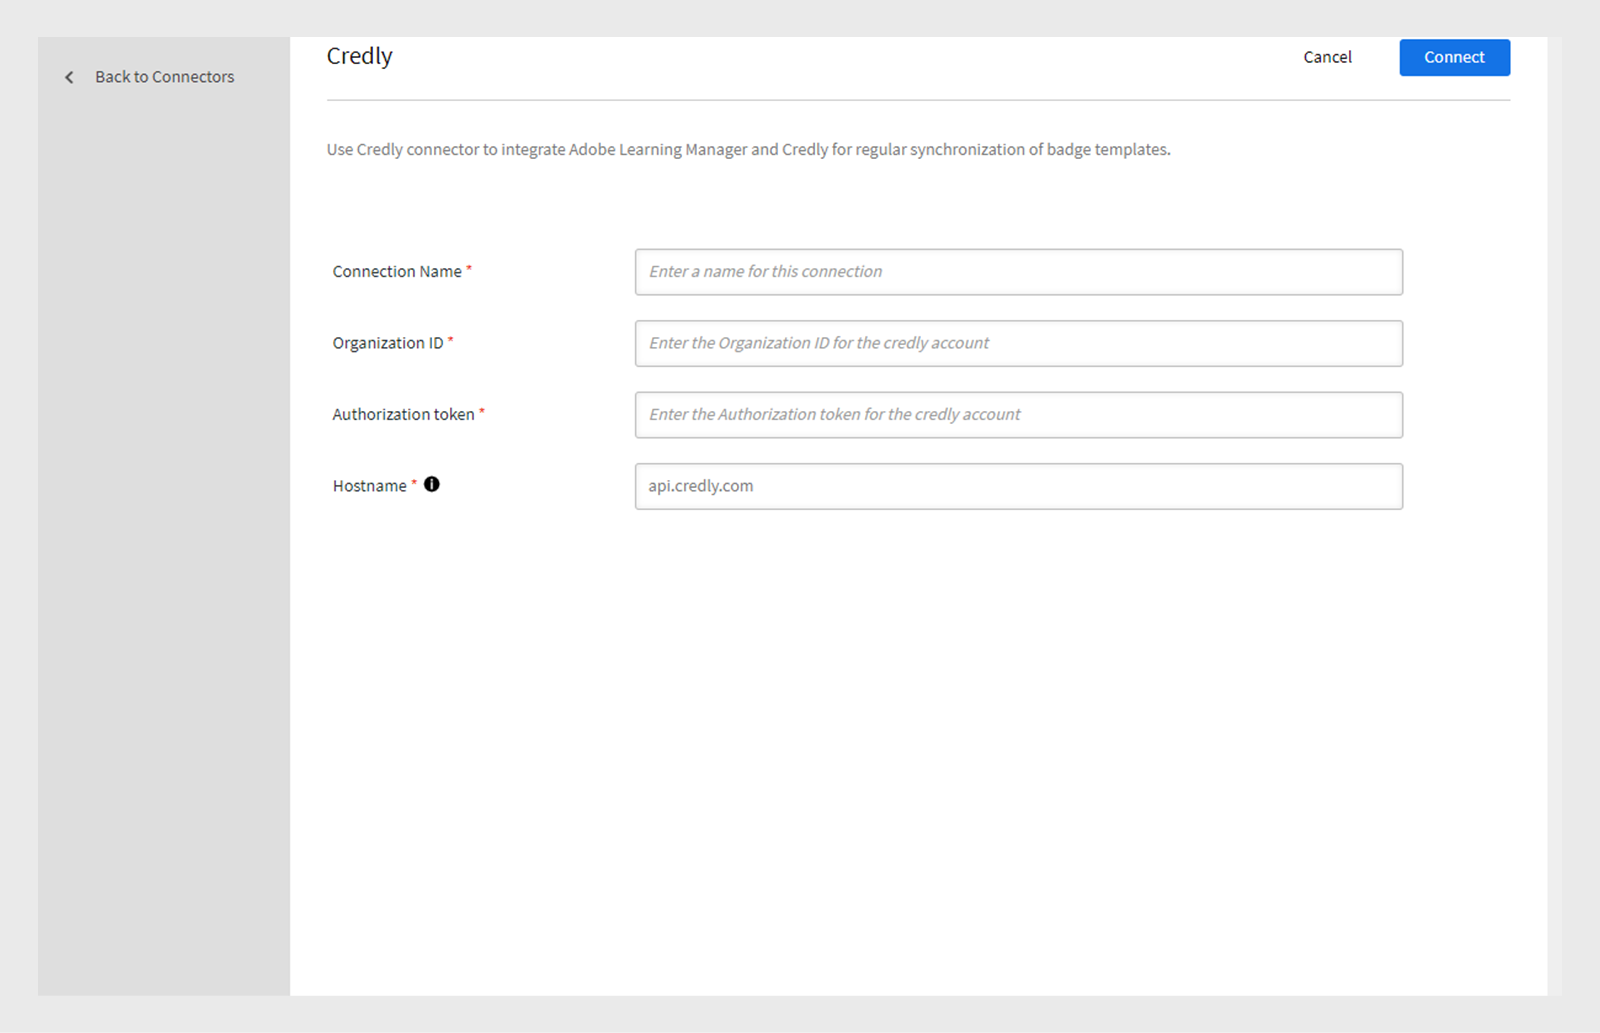 Back to Connectors
Credly
Cancel
Connect
Use Credly connector to integrate Adobe Learning Manager and Credly for regular synchronization of badge templates.
Connection Name *
Enter a name for this connection
Organization ID *
Enter the Organization ID for the credly account
Authorization token *
Enter the Authorization token for the credly account
Hostname *
api.credly.com